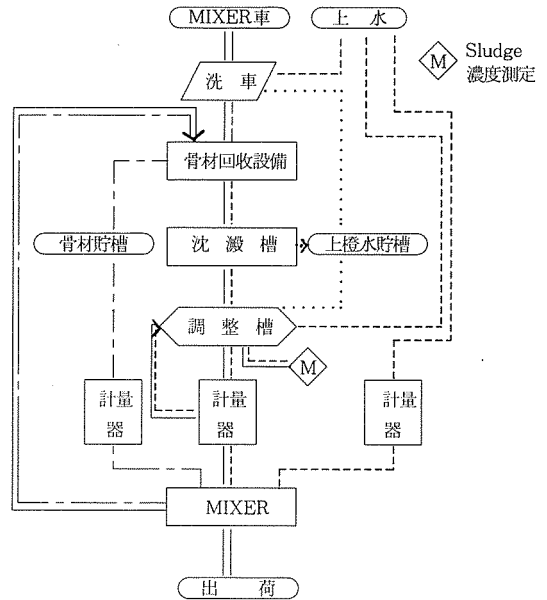 MIXER車
上 水
M
Sludge
濃度測定
洗 車
骨材回收設備
骨材貯槽
沈澱槽
上橙水貯槽
調 整 槽
M
計量
器
計量
器
計量
器
MIXER
出 荷